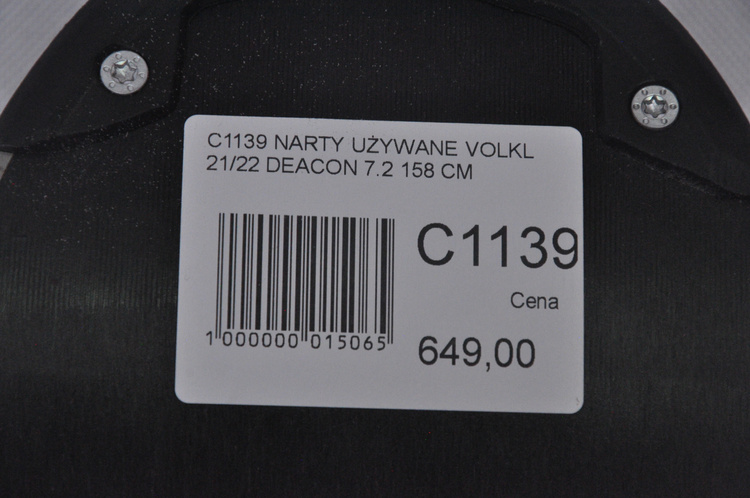 C1139 NARTY UŻYWANE VOLKL
21/22 DEACON 7.2 158 CM
C1139
Cena
1 000000 015065
649,00